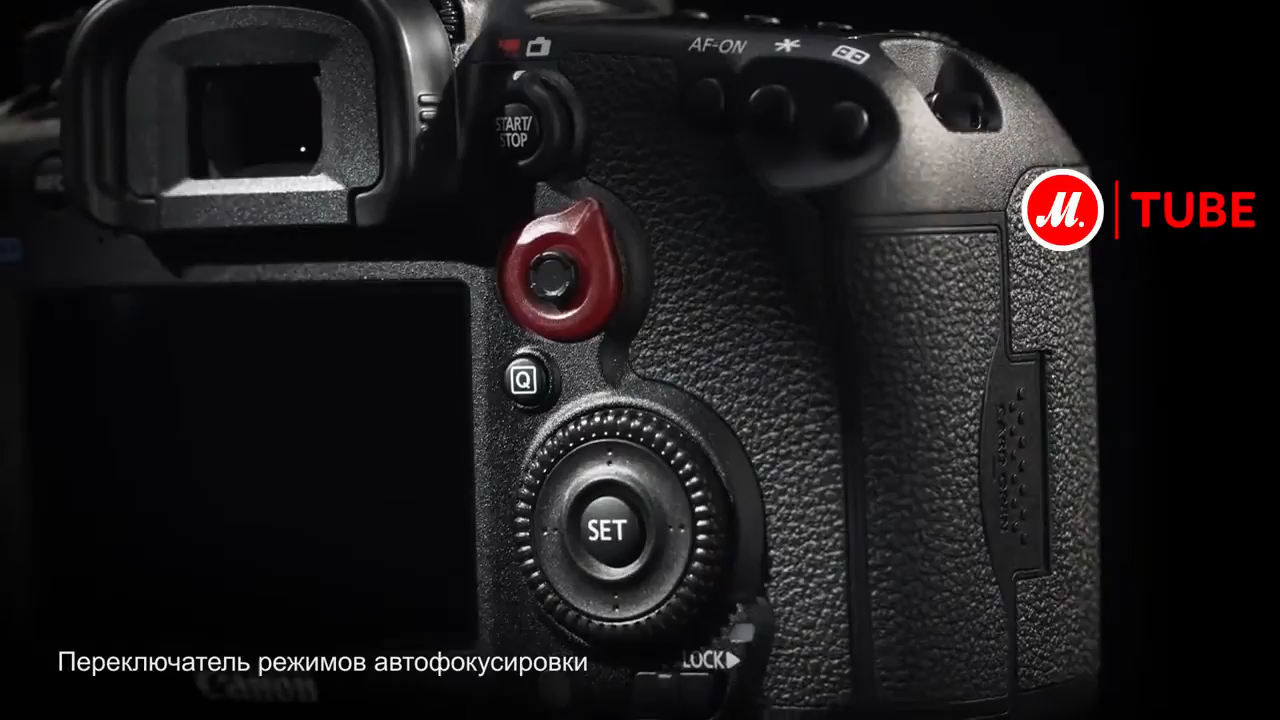 AF-ON
START/
STOP
M. TUBE
Q
SET
LOCK
Переключатель режимов автофокусировки
Canon